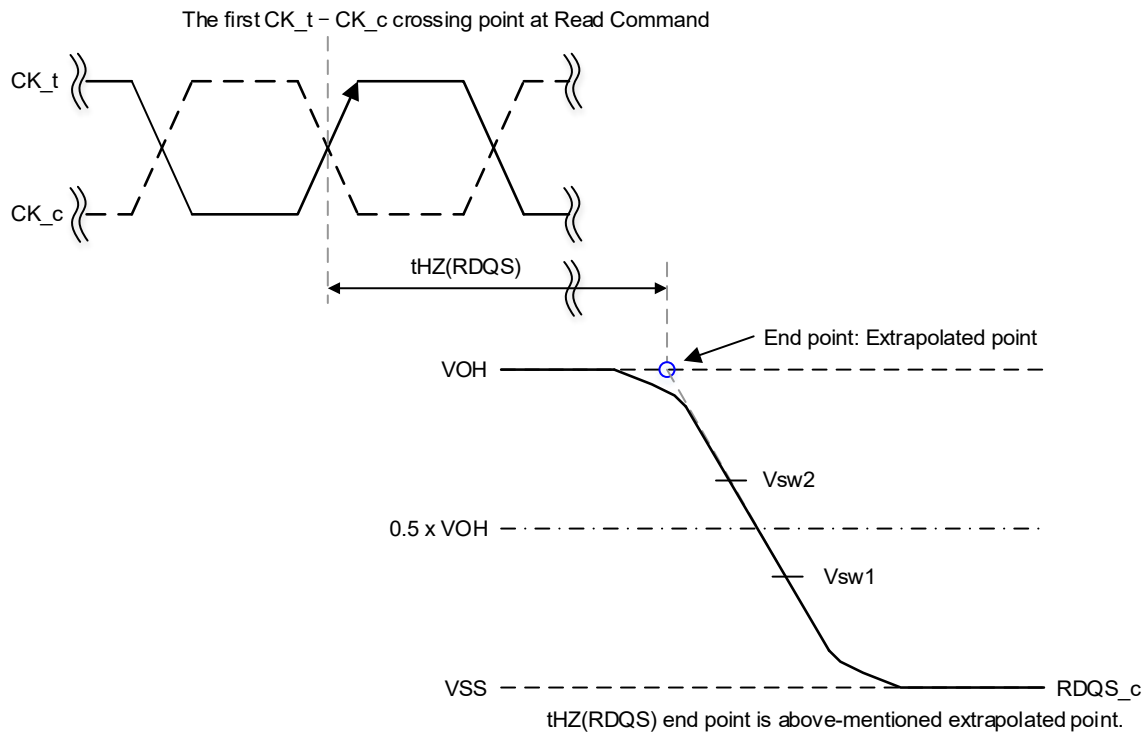 The first CK_t – CK_c crossing point at Read Command
CK_t
CK_c
tHZ(RDQS)
End point: Extrapolated point
VOH
Vsw2
0.5 x VOH
Vsw1
VSS
RDQS_c
tHZ(RDQS) end point is above-mentioned extrapolated point.